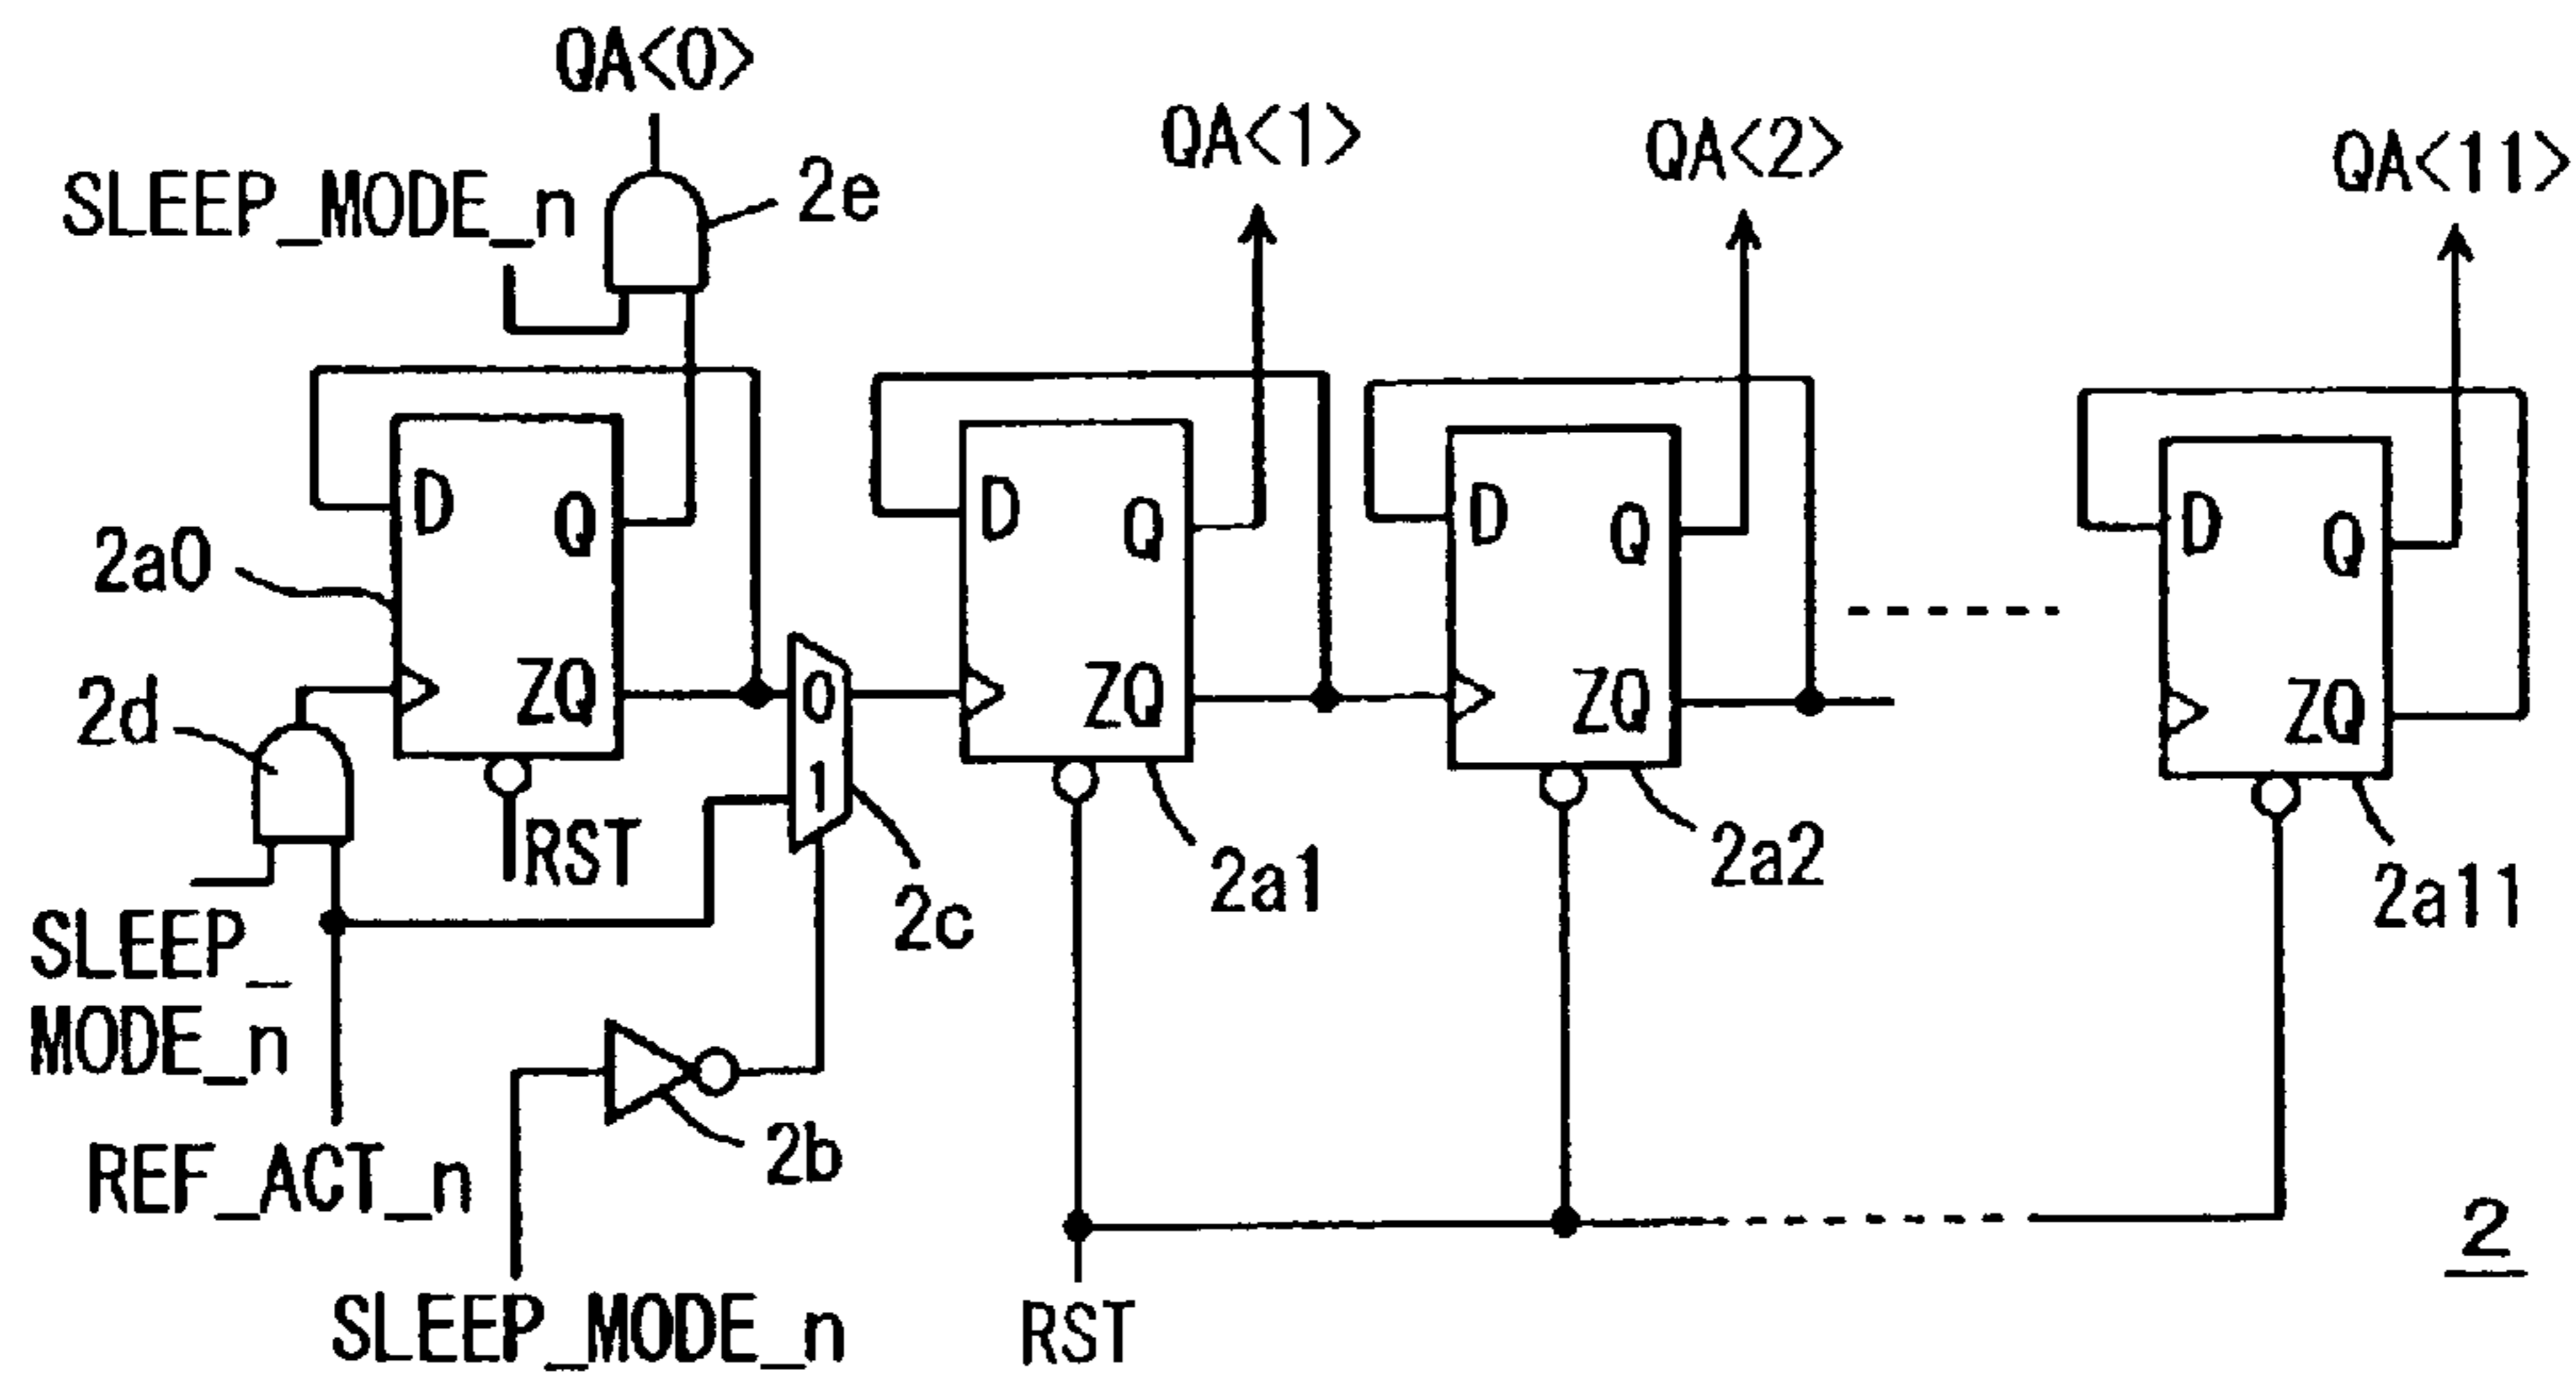 QA<0>
QA<1>
QA<2>
QA<11>
SLEEP_MODE_n
2e
D
Q
ZQ
2a0
2d
RST
0
1
2c
D
Q
ZQ
2a1
D
Q
ZQ
2a2
D
Q
ZQ
2a11
SLEEP_
MODE_n
REF_ACT_n
2b
SLEEP_MODE_n
RST
2